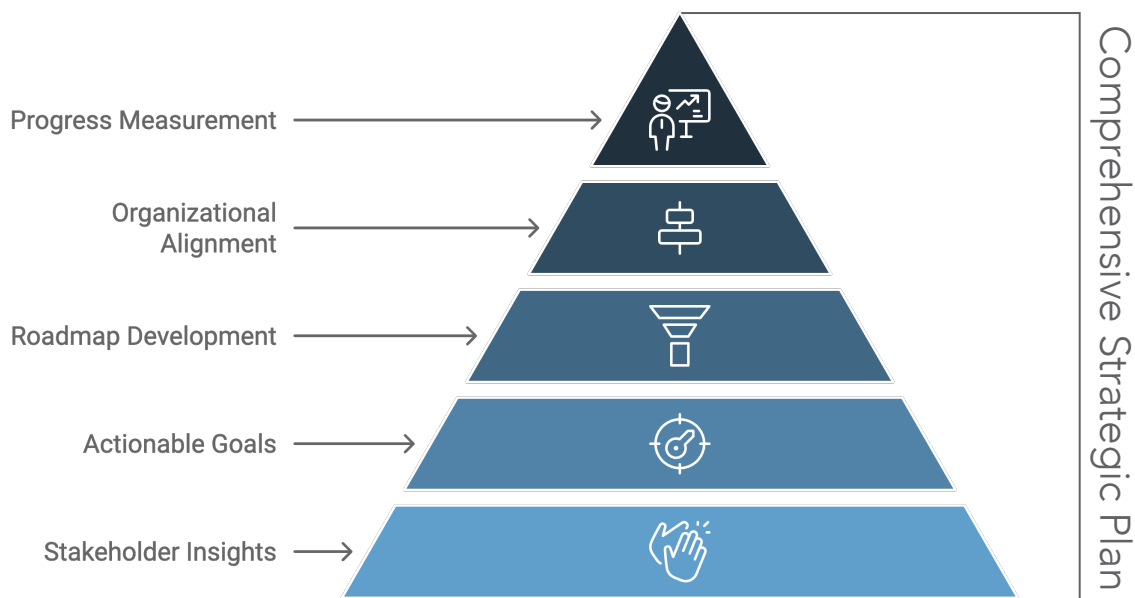 Progress Measurement
Organizational
Alignment
Roadmap Development
Actionable Goals
Stakeholder Insights
Comprehensive Strategic Plan